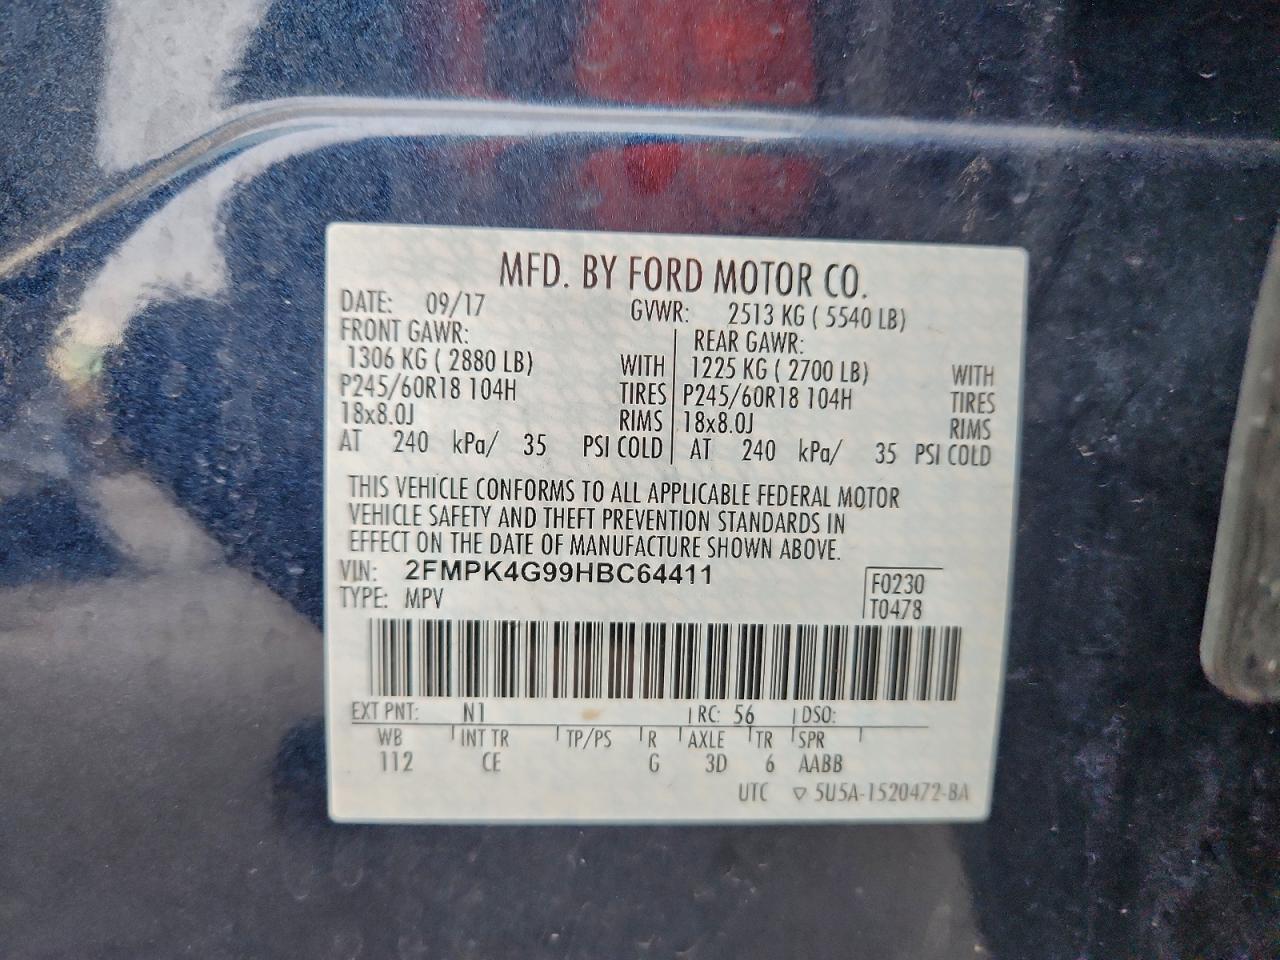 MFD. BY FORD MOTOR CO.
DATE: 09/17 GVWR: 2513 KG ( 5540 LB)
FRONT GAWR: REAR GAWR:
1306 KG ( 2880 LB) WITH 1225 KG ( 2700 LB) WITH
P245/60R18 104H TIRES P245/60R18 104H TIRES
18x8.0J RIMS 18x8.0J RIMS
AT 240 kPa/ 35 PSI COLD AT 240 kPa/ 35 PSI COLD
THIS VEHICLE CONFORMS TO ALL APPLICABLE FEDERAL MOTOR
VEHICLE SAFETY AND THEFT PREVENTION STANDARDS IN
EFFECT ON THE DATE OF MANUFACTURE SHOWN ABOVE.
VIN: 2FMPK4G99HBC64411 F0230
TYPE: MPV T0478
EXT PNT: N1 RC: 56 DSO:
WB INT TR TP/PS R AXLE TR SPR
112 CE G 3D 6 AABB
UTC ▽ 5U5A-1520472-BA